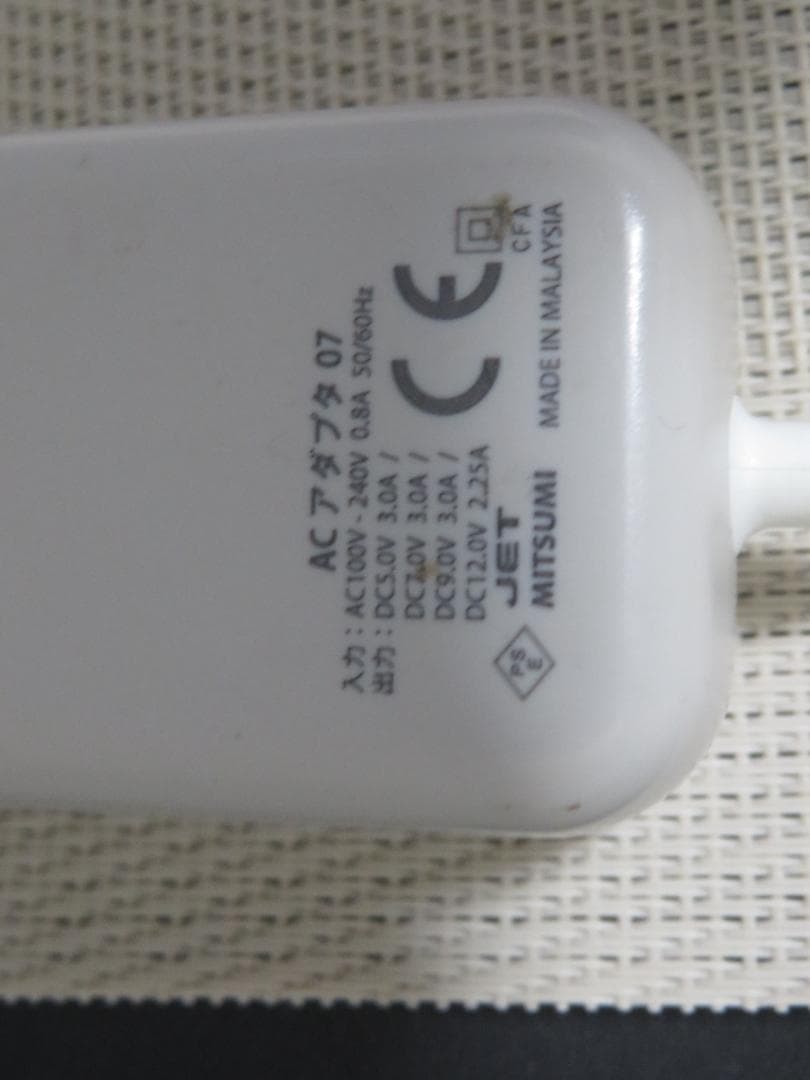 ACアダプタ 07
入力：AC100V - 240V 0.8A 50/60Hz
出力：DC5.0V 3.0A /
DC7.0V 3.0A /
DC9.0V 3.0A /
DC12.0V 2.25A
PS
E
JET
CE
CFA
MITSUMI MADE IN MALAYSIA